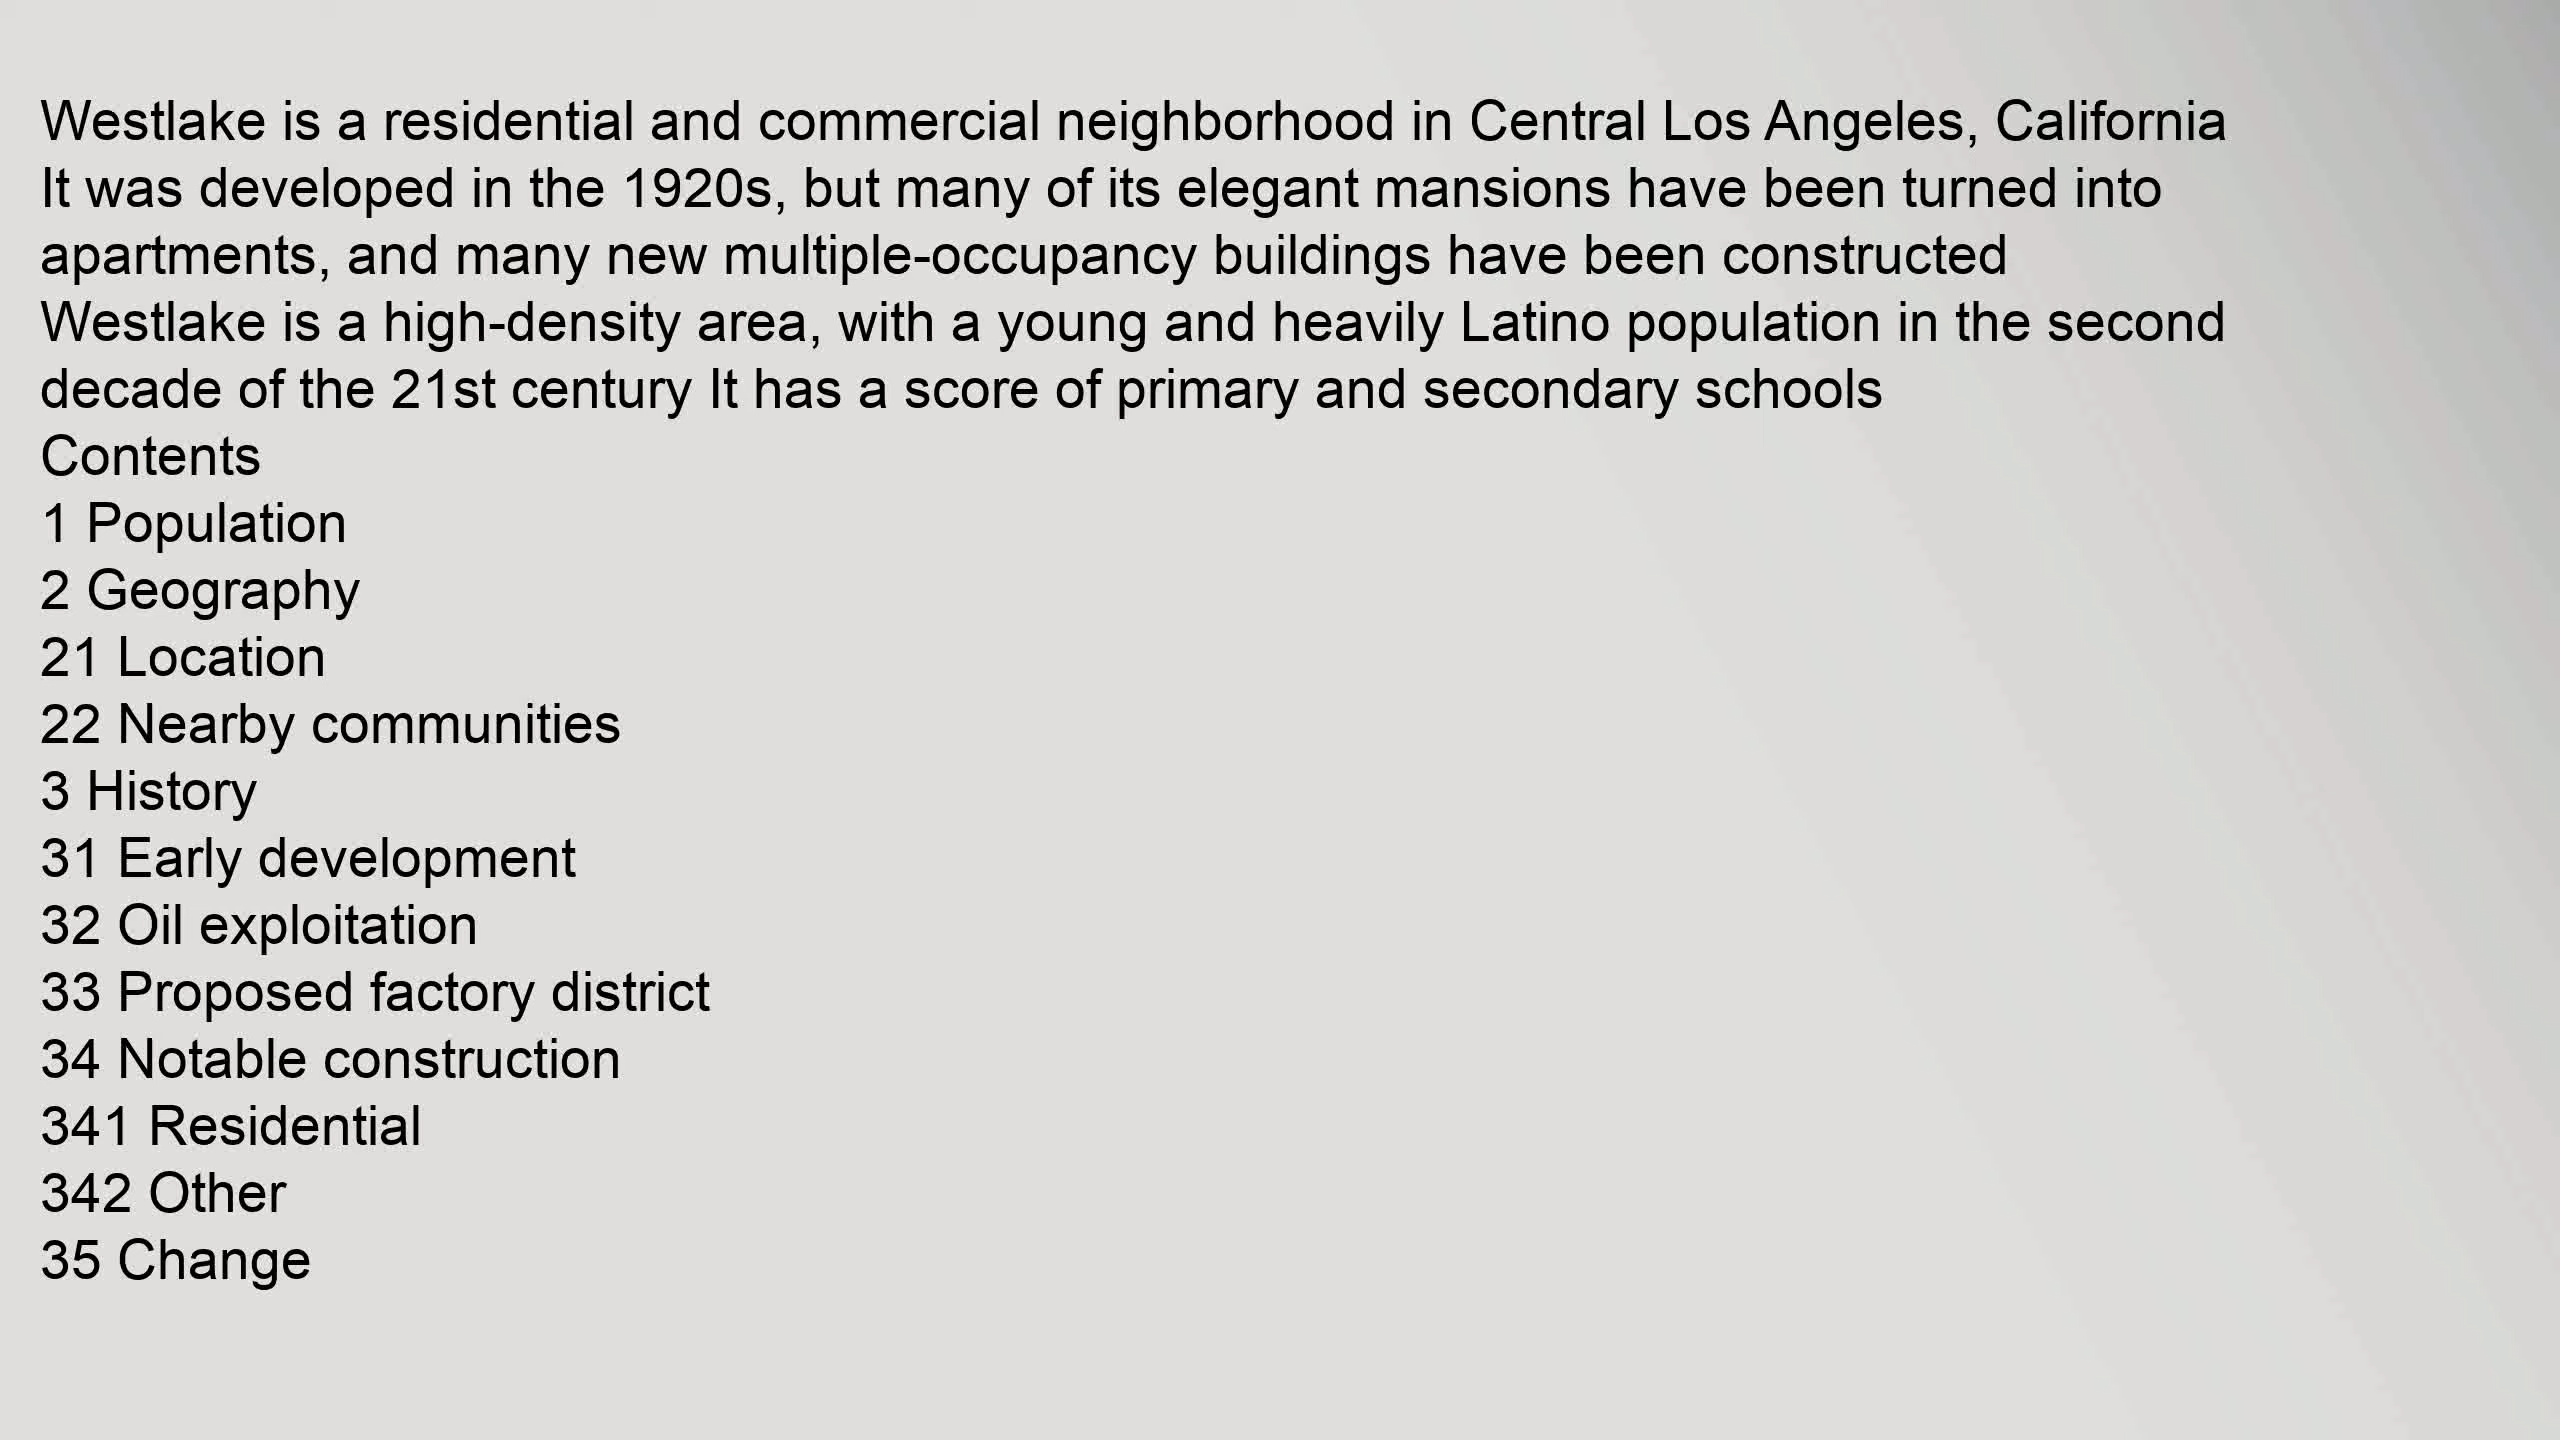 Westlake is a residential and commercial neighborhood in Central Los Angeles, California
It was developed in the 1920s, but many of its elegant mansions have been turned into
apartments, and many new multiple-occupancy buildings have been constructed
Westlake is a high-density area, with a young and heavily Latino population in the second
decade of the 21st century It has a score of primary and secondary schools
Contents
1 Population
2 Geography
21 Location
22 Nearby communities
3 History
31 Early development
32 Oil exploitation
33 Proposed factory district
34 Notable construction
341 Residential
342 Other
35 Change